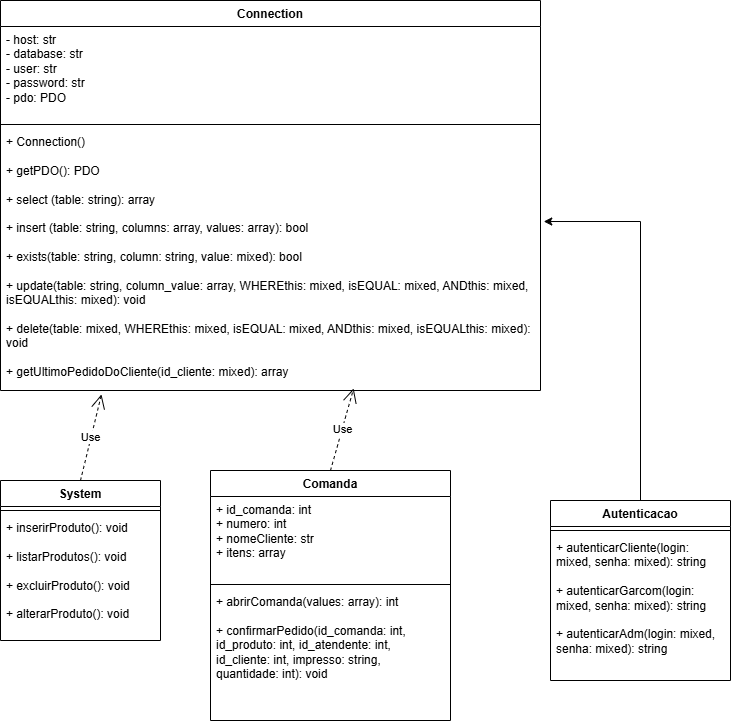 Connection
- host: str
- database: str
- user: str
- password: str
- pdo: PDO
+ Connection()
+ getPDO(): PDO
+ select (table: string): array
+ insert (table: string, columns: array, values: array): bool
+ exists(table: string, column: string, value: mixed): bool
+ update(table: string, column_value: array, WHEREthis: mixed, isEQUAL: mixed, ANDthis: mixed,
isEQUALthis: mixed): void
+ delete(table: mixed, WHEREthis: mixed, isEQUAL: mixed, ANDthis: mixed, isEQUALthis: mixed):
void
+ getUltimoPedidoDoCliente(id_cliente: mixed): array
Use
Use
System
+ inserirProduto(): void
+ listarProdutos(): void
+ excluirProduto(): void
+ alterarProduto(): void
Comanda
+ id_comanda: int
+ numero: int
+ nomeCliente: str
+ itens: array
+ abrirComanda(values: array): int
+ confirmarPedido(id_comanda: int,
id_produto: int, id_atendente: int,
id_cliente: int, impresso: string,
quantidade: int): void
Autenticacao
+ autenticarCliente(login:
mixed, senha: mixed): string
+ autenticarGarcom(login:
mixed, senha: mixed): string
+ autenticarAdm(login: mixed,
senha: mixed): string